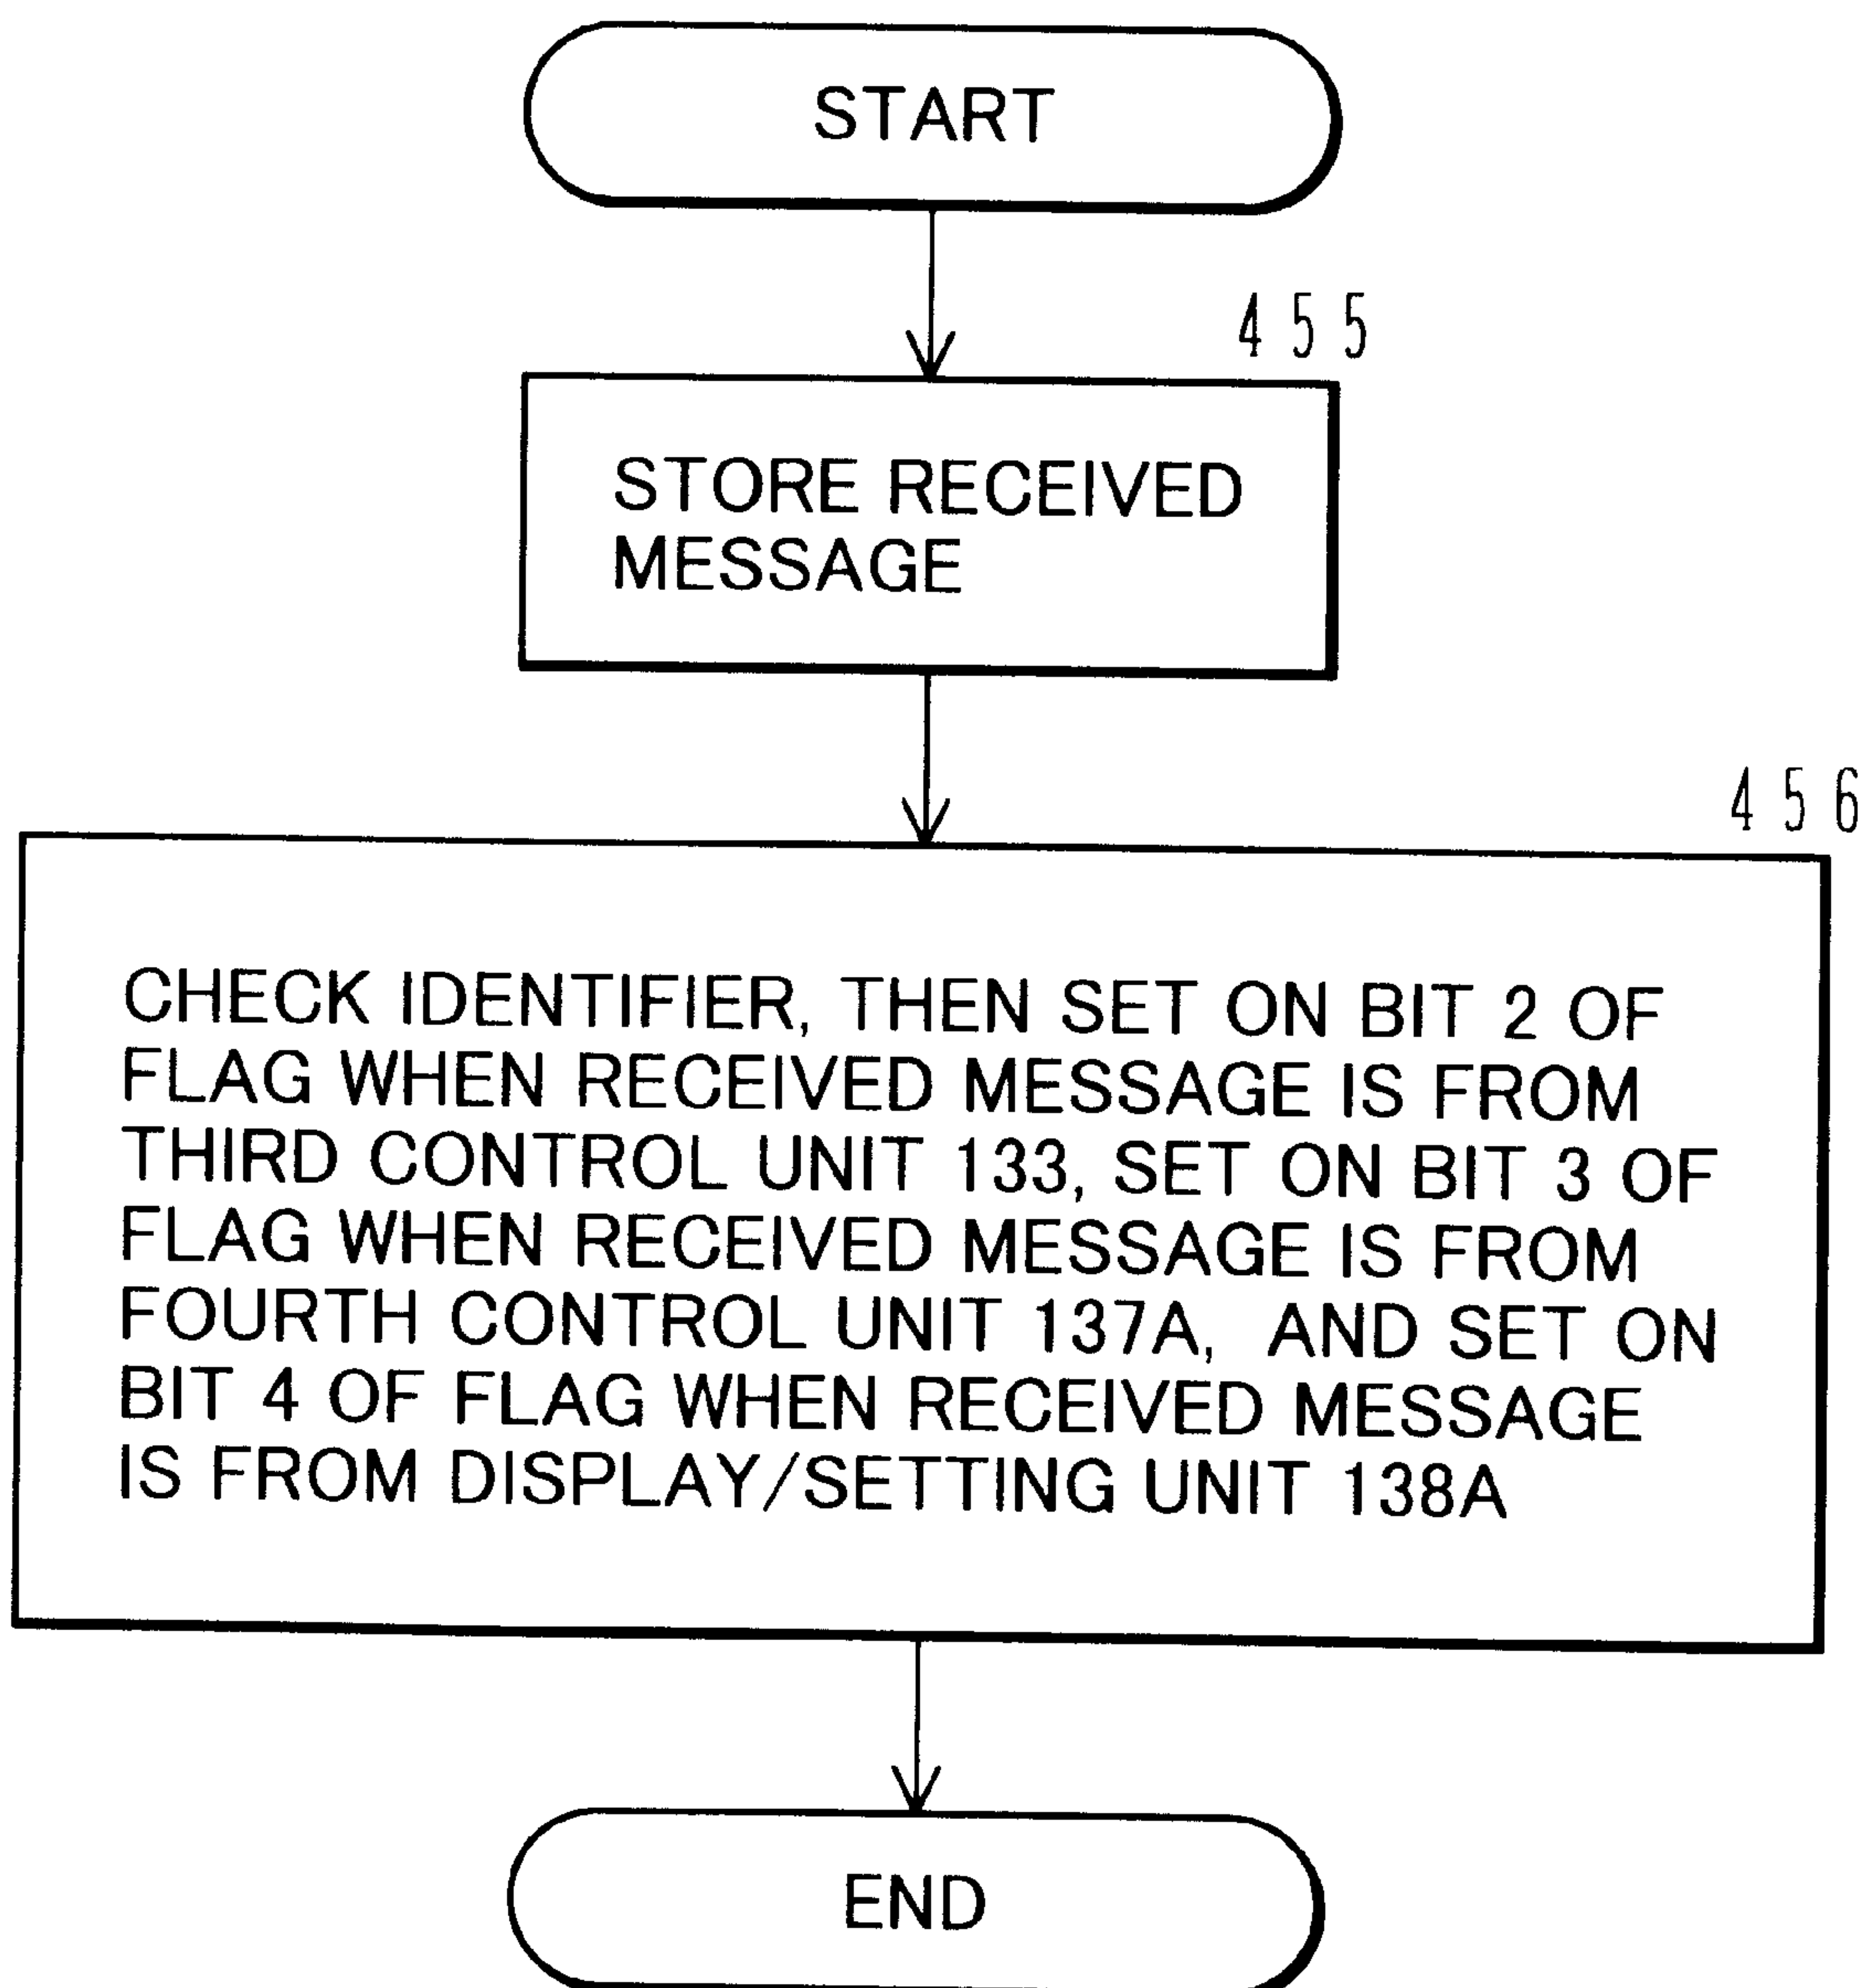 START
455
STORE RECEIVED
MESSAGE
456
CHECK IDENTIFIER, THEN SET ON BIT 2 OF
FLAG WHEN RECEIVED MESSAGE IS FROM
THIRD CONTROL UNIT 133, SET ON BIT 3 OF
FLAG WHEN RECEIVED MESSAGE IS FROM
FOURTH CONTROL UNIT 137A, AND SET ON
BIT 4 OF FLAG WHEN RECEIVED MESSAGE
IS FROM DISPLAY/SETTING UNIT 138A
END